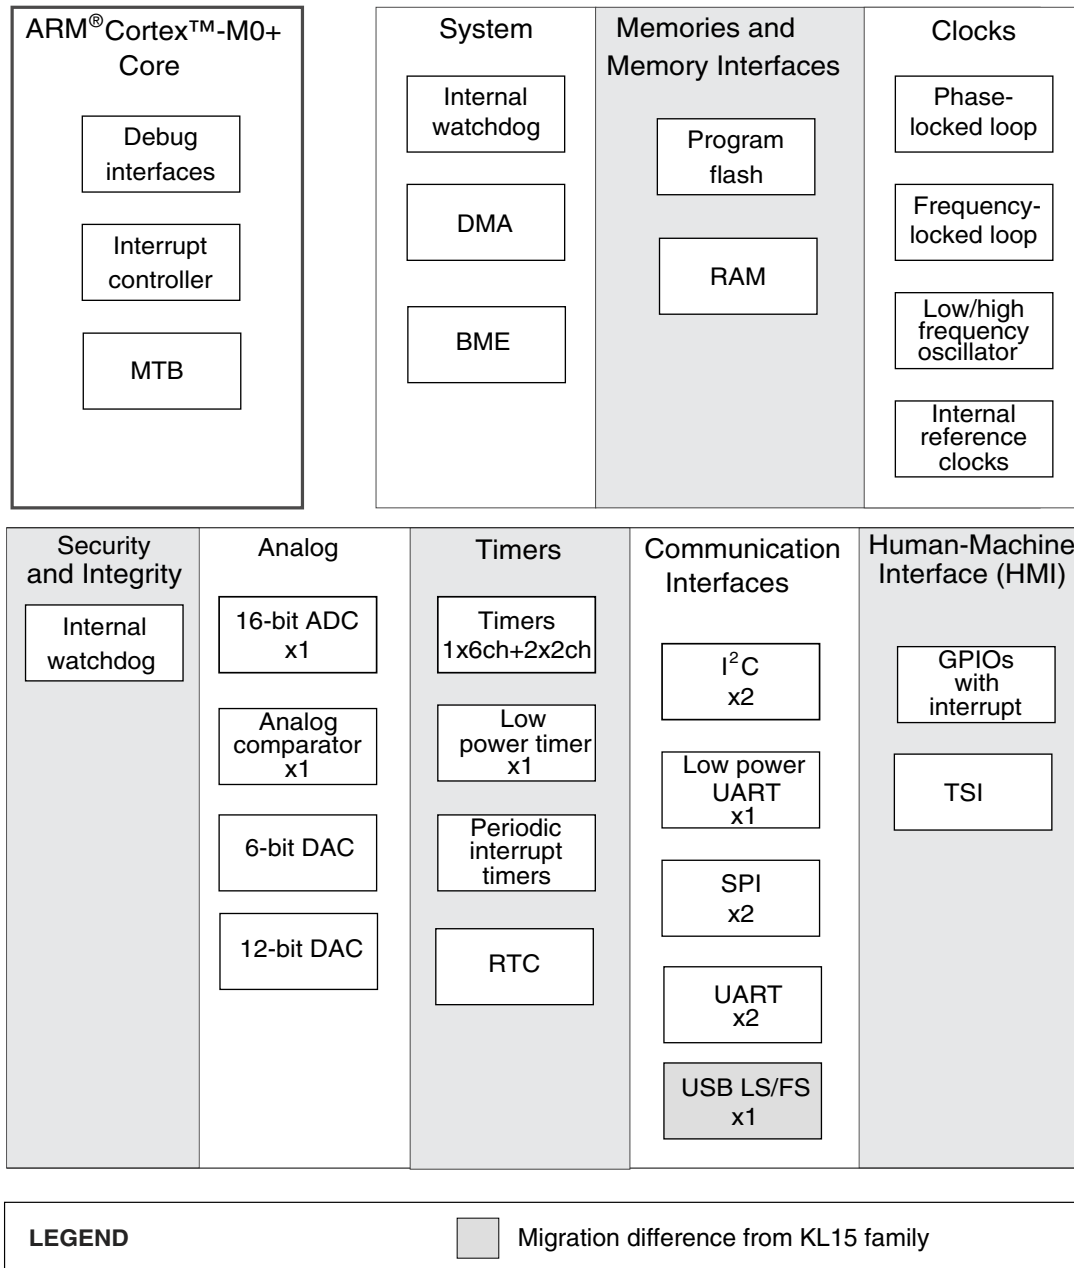 ARM®Cortex™-M0+
Core
Debug
interfaces
Interrupt
controller
MTB
System
Internal
watchdog
DMA
BME
Memories and
Memory Interfaces
Program
flash
RAM
Clocks
Phase-
locked loop
Frequency-
locked loop
Low/high
frequency
oscillator
Internal
reference
clocks
Security
and Integrity
Internal
watchdog
Analog
16-bit ADC
x1
Analog
comparator
x1
6-bit DAC
12-bit DAC
Timers
Timers
1x6ch+2x2ch
Low
power timer
x1
Periodic
interrupt
timers
RTC
Communication
Interfaces
I²C
x2
Low power
UART
x1
SPI
x2
UART
x2
USB LS/FS
x1
Human-Machine
Interface (HMI)
GPIOs
with
interrupt
TSI
LEGEND
Migration difference from KL15 family